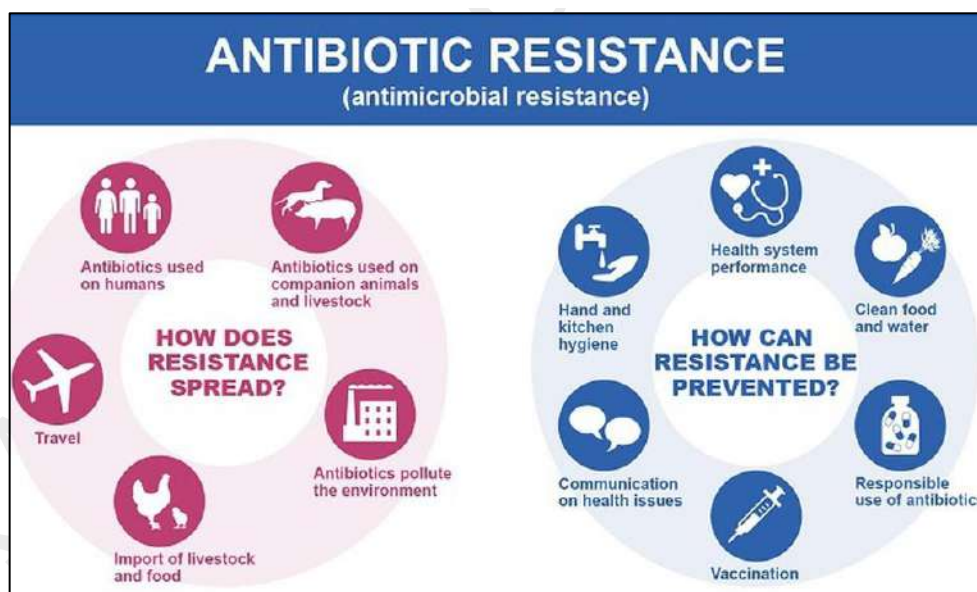 ANTIBIOTIC RESISTANCE
(antimicrobial resistance)
Antibiotics used
on humans
Antibiotics used on
companion animals
and livestock
HOW DOES
RESISTANCE
SPREAD?
Travel
Antibiotics pollute
the environment
Import of livestock
and food
Health system
performance
Hand and
kitchen
hygiene
Clean food
and water
HOW CAN
RESISTANCE BE
PREVENTED?
Communication
on health issues
Responsible
use of antibiotic
Vaccination